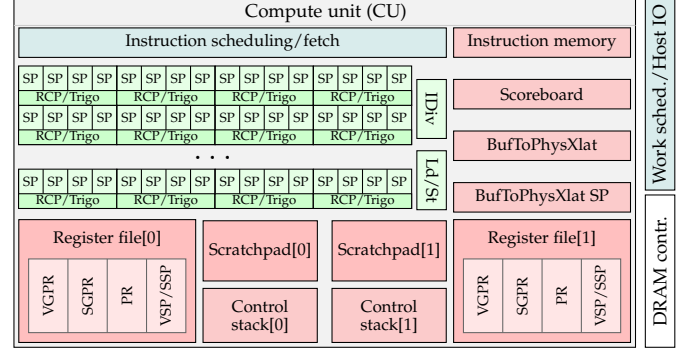 Compute unit (CU)
Instruction scheduling/fetch
Instruction memory
SP SP SP SP SP SP SP SP SP SP SP SP SP SP SP SP
RCP/Trigo RCP/Trigo RCP/Trigo RCP/Trigo
SP SP SP SP SP SP SP SP SP SP SP SP SP SP SP SP
RCP/Trigo RCP/Trigo RCP/Trigo RCP/Trigo
. . .
SP SP SP SP SP SP SP SP SP SP SP SP SP SP SP SP
RCP/Trigo RCP/Trigo RCP/Trigo RCP/Trigo
IDiv
Ld/St
Scoreboard
BufToPhysXlat
BufToPhysXlat SP
Register file[0]
VGPR
SGPR
PR
VSP/SSP
Scratchpad[0]
Scratchpad[1]
Control
stack[0]
Control
stack[1]
Register file[1]
VGPR
SGPR
PR
VSP/SSP
Work sched./Host IO
DRAM contr.